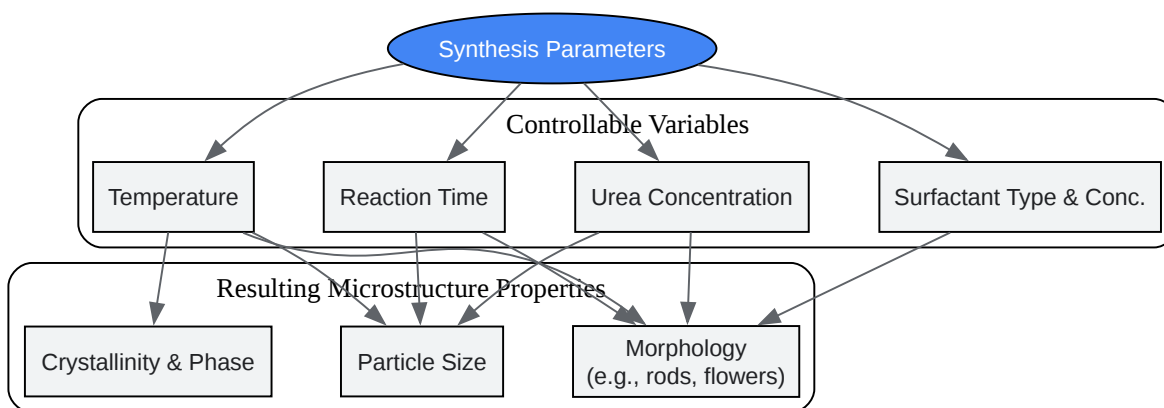 Synthesis Parameters
Controllable Variables
Temperature
Reaction Time
Urea Concentration
Surfactant Type & Conc.
Resulting Microstructure Properties
Crystallinity & Phase
Particle Size
Morphology
(e.g., rods, flowers)